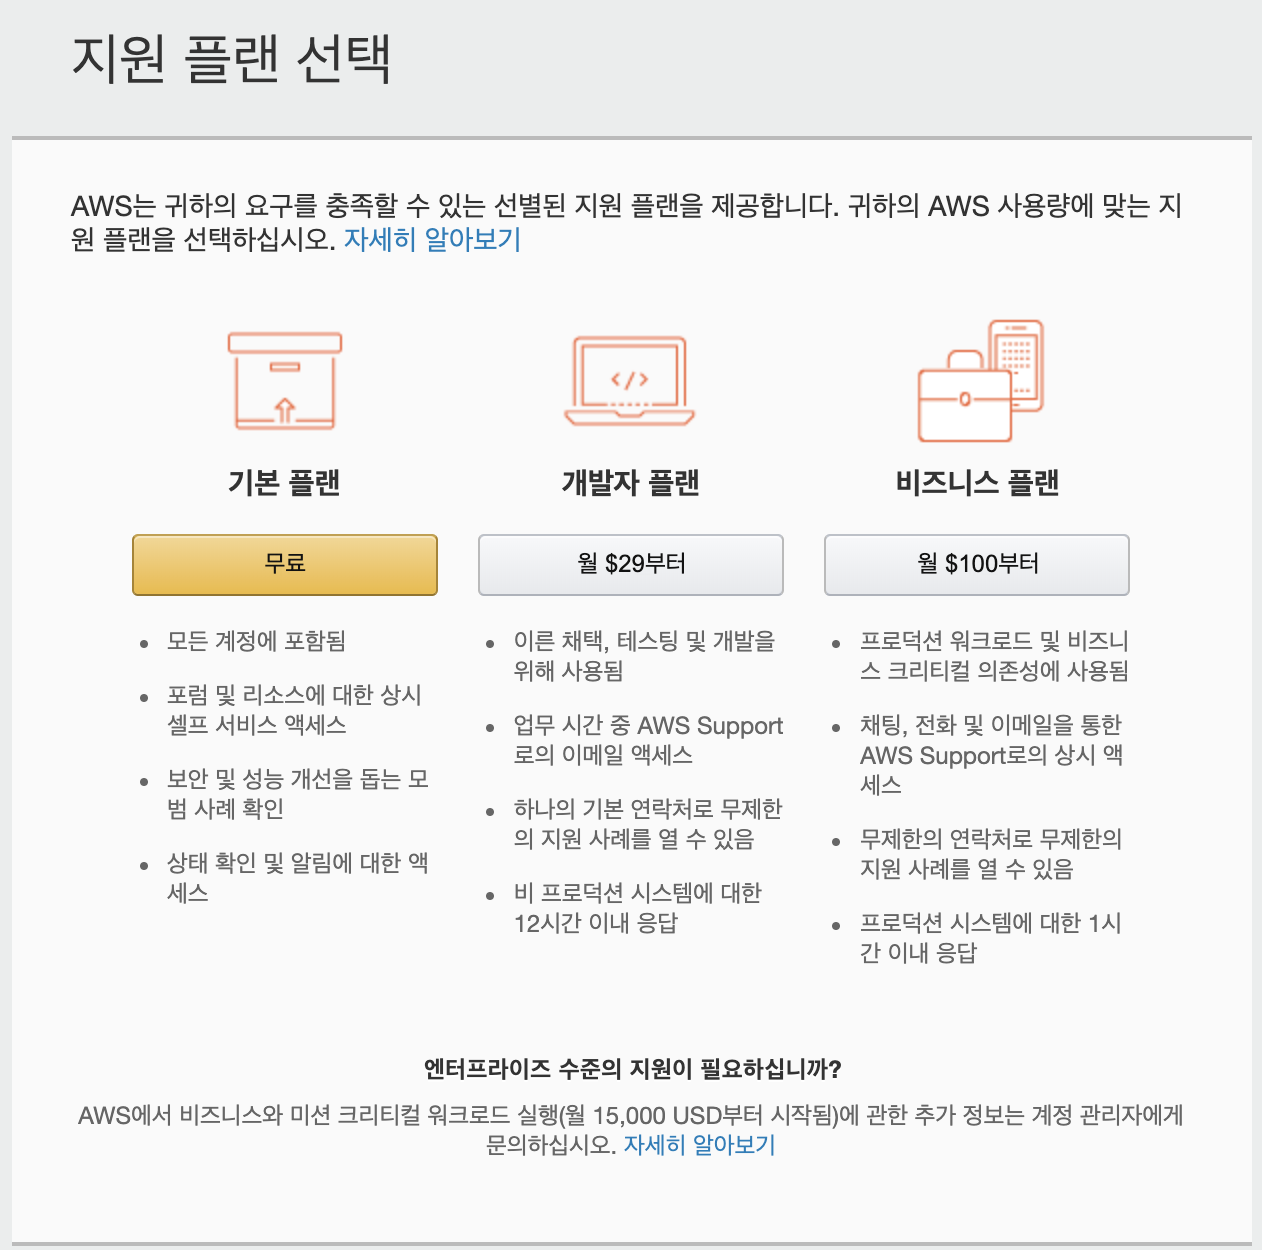 지원 플랜 선택
AWS는 귀하의 요구를 충족할 수 있는 선별된 지원 플랜을 제공합니다. 귀하의 AWS 사용량에 맞는 지
원 플랜을 선택하십시오. 자세히 알아보기
</>
기본 플랜
무료
모든 계정에 포함됨
포럼 및 리소스에 대한 상시
셀프 서비스 액세스
보안 및 성능 개선을 돕는 모
범 사례 확인
상태 확인 및 알림에 대한 액
세스
개발자 플랜
월 $29부터
이른 채택, 테스팅 및 개발을
위해 사용됨
업무 시간 중 AWS Support
로의 이메일 액세스
하나의 기본 연락처로 무제한
의 지원 사례를 열 수 있음
비 프로덕션 시스템에 대한
12시간 이내 응답
비즈니스 플랜
월 $100부터
프로덕션 워크로드 및 비즈니
스 크리티컬 의존성에 사용됨
채팅, 전화 및 이메일을 통한
AWS Support로의 상시 액
세스
무제한의 연락처로 무제한의
지원 사례를 열 수 있음
프로덕션 시스템에 대한 1시
간 이내 응답
엔터프라이즈 수준의 지원이 필요하십니까?
AWS에서 비즈니스와 미션 크리티컬 워크로드 실행(월 15,000 USD부터 시작됨)에 관한 추가 정보는 계정 관리자에게
문의하십시오. 자세히 알아보기